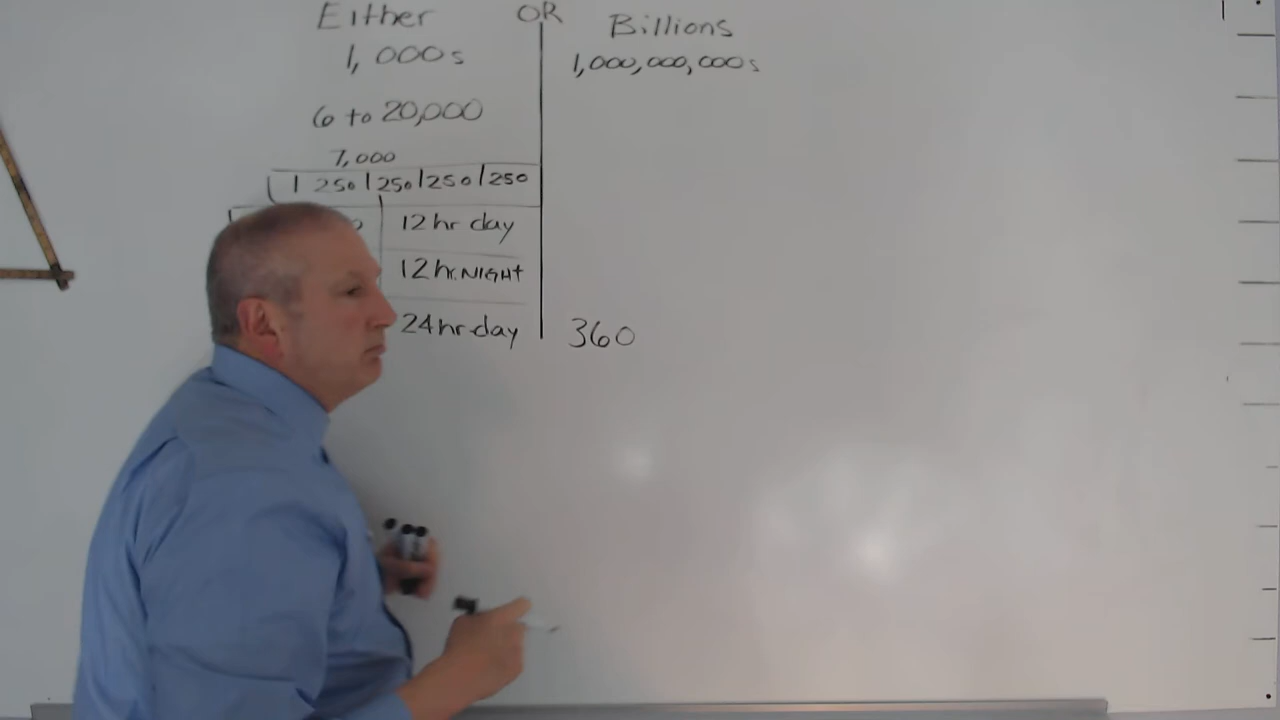 Either OR Billions
1,000s 1,000,000,000s
6 to 20,000
7,000
| 250 | 250 | 250 | 250
12 hr day
12 hr. NIGHT
24 hr day 360